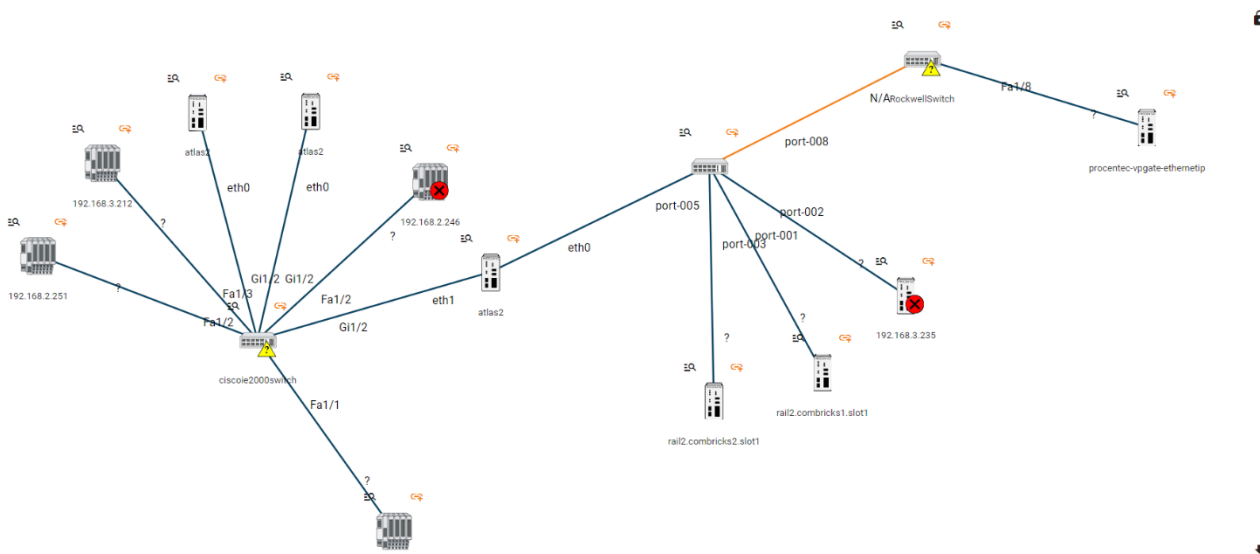 Fa1/8
N/ARockwellSwitch
?
port-008
atlas2
atlas2
procentec-vpgate-ethernetip
eth0
eth0
192.168.3.212
port-005
port-002
192.168.2.246
?
?
port-003
port-001
eth0
?
Gi1/2
Gi1/2
192.168.2.251
?
Fa1/3
Fa1/2
eth1
Fa1/2
Gi1/2
atlas2
?
192.168.3.235
?
ciscoie2000switch
Fa1/1
rail2.combricks1.slot1
rail2.combricks2.slot1
?